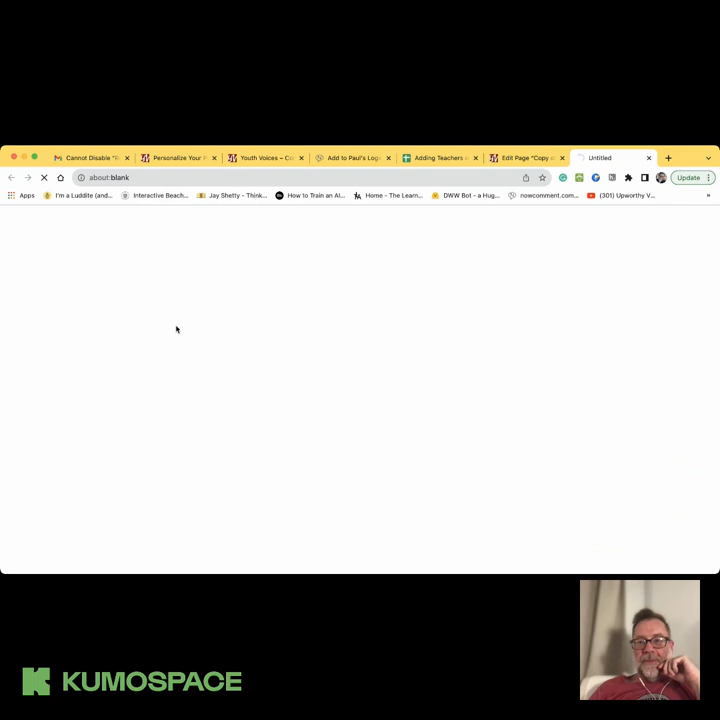 Cannot Disable "R
Personalize Your P
Youth Voices – Co
Add to Paul's Log
Adding Teachers a
Edit Page "Copy o
Untitled
about:blank
Update
Apps
I'm a Luddite (and...
Interactive Beach...
Jay Shetty - Think...
How to Train an AI...
Home - The Learn...
DWW Bot - a Hug...
nowcomment.com...
(301) Upworthy V...
»
KUMOSPACE